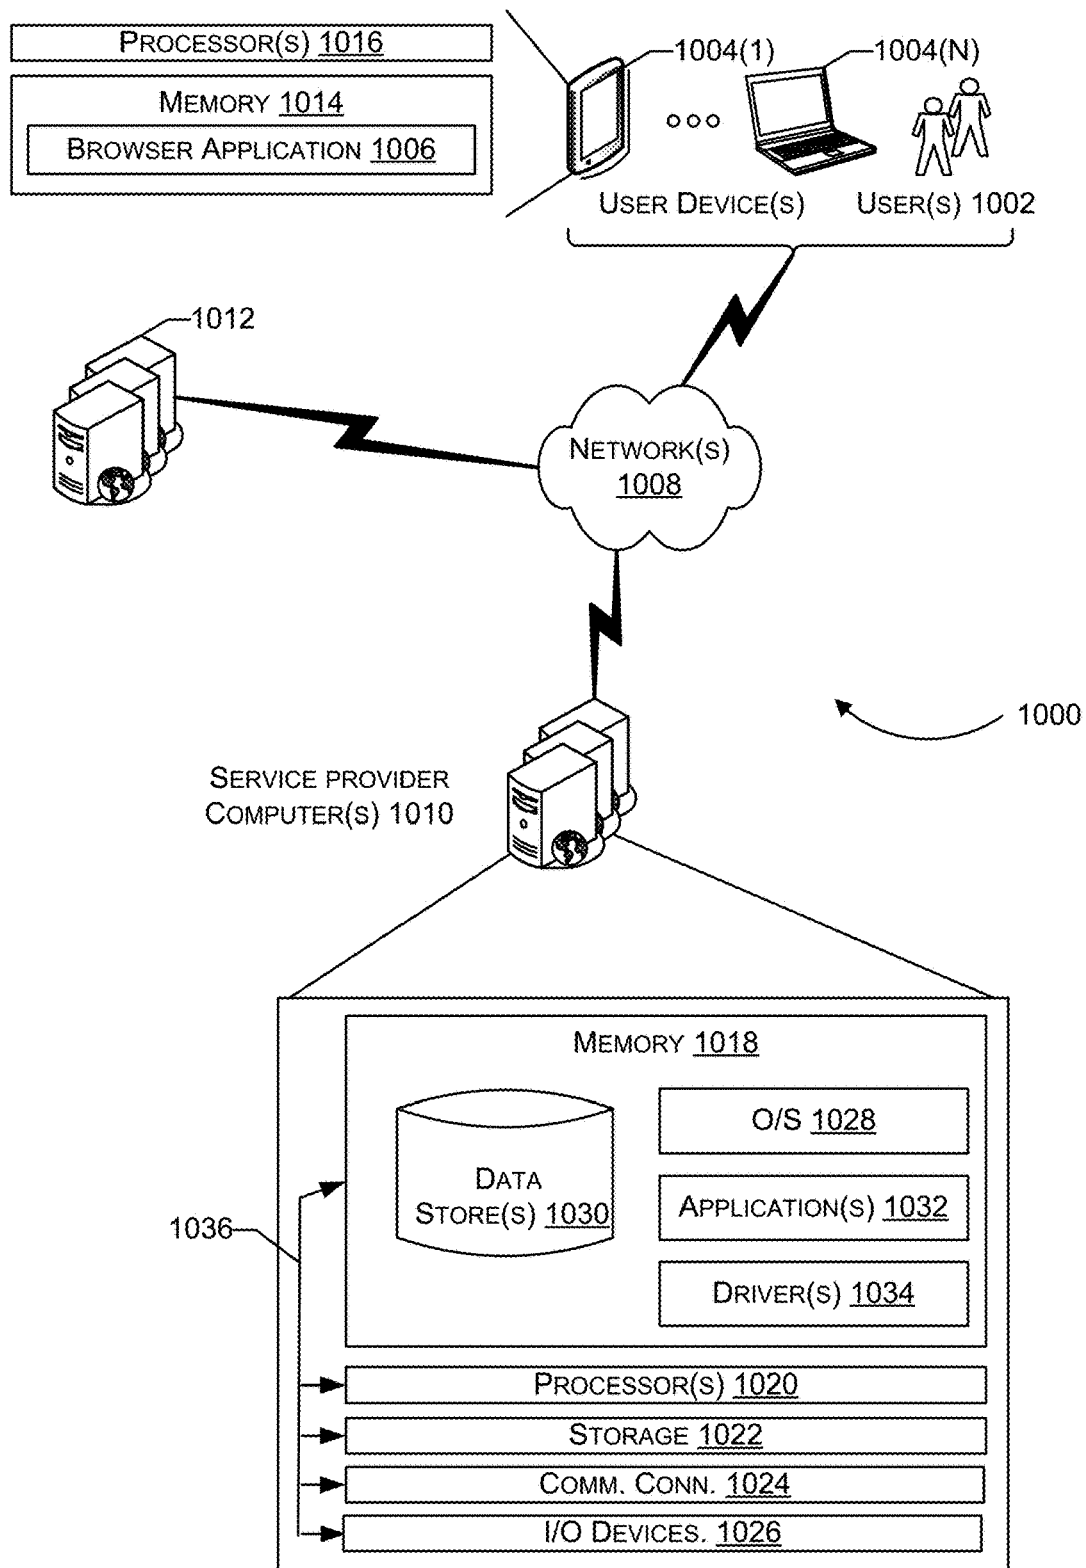 PROCESSOR(S) 1016
MEMORY 1014
BROWSER APPLICATION 1006
1004(1)
1004(N)
USER DEVICE(S)
USER(S) 1002
1012
NETWORK(S)
1008
1000
SERVICE PROVIDER
COMPUTER(S) 1010
MEMORY 1018
DATA
STORE(S) 1030
O/S 1028
APPLICATION(S) 1032
DRIVER(S) 1034
1036
PROCESSOR(S) 1020
STORAGE 1022
COMM. CONN. 1024
I/O DEVICES. 1026